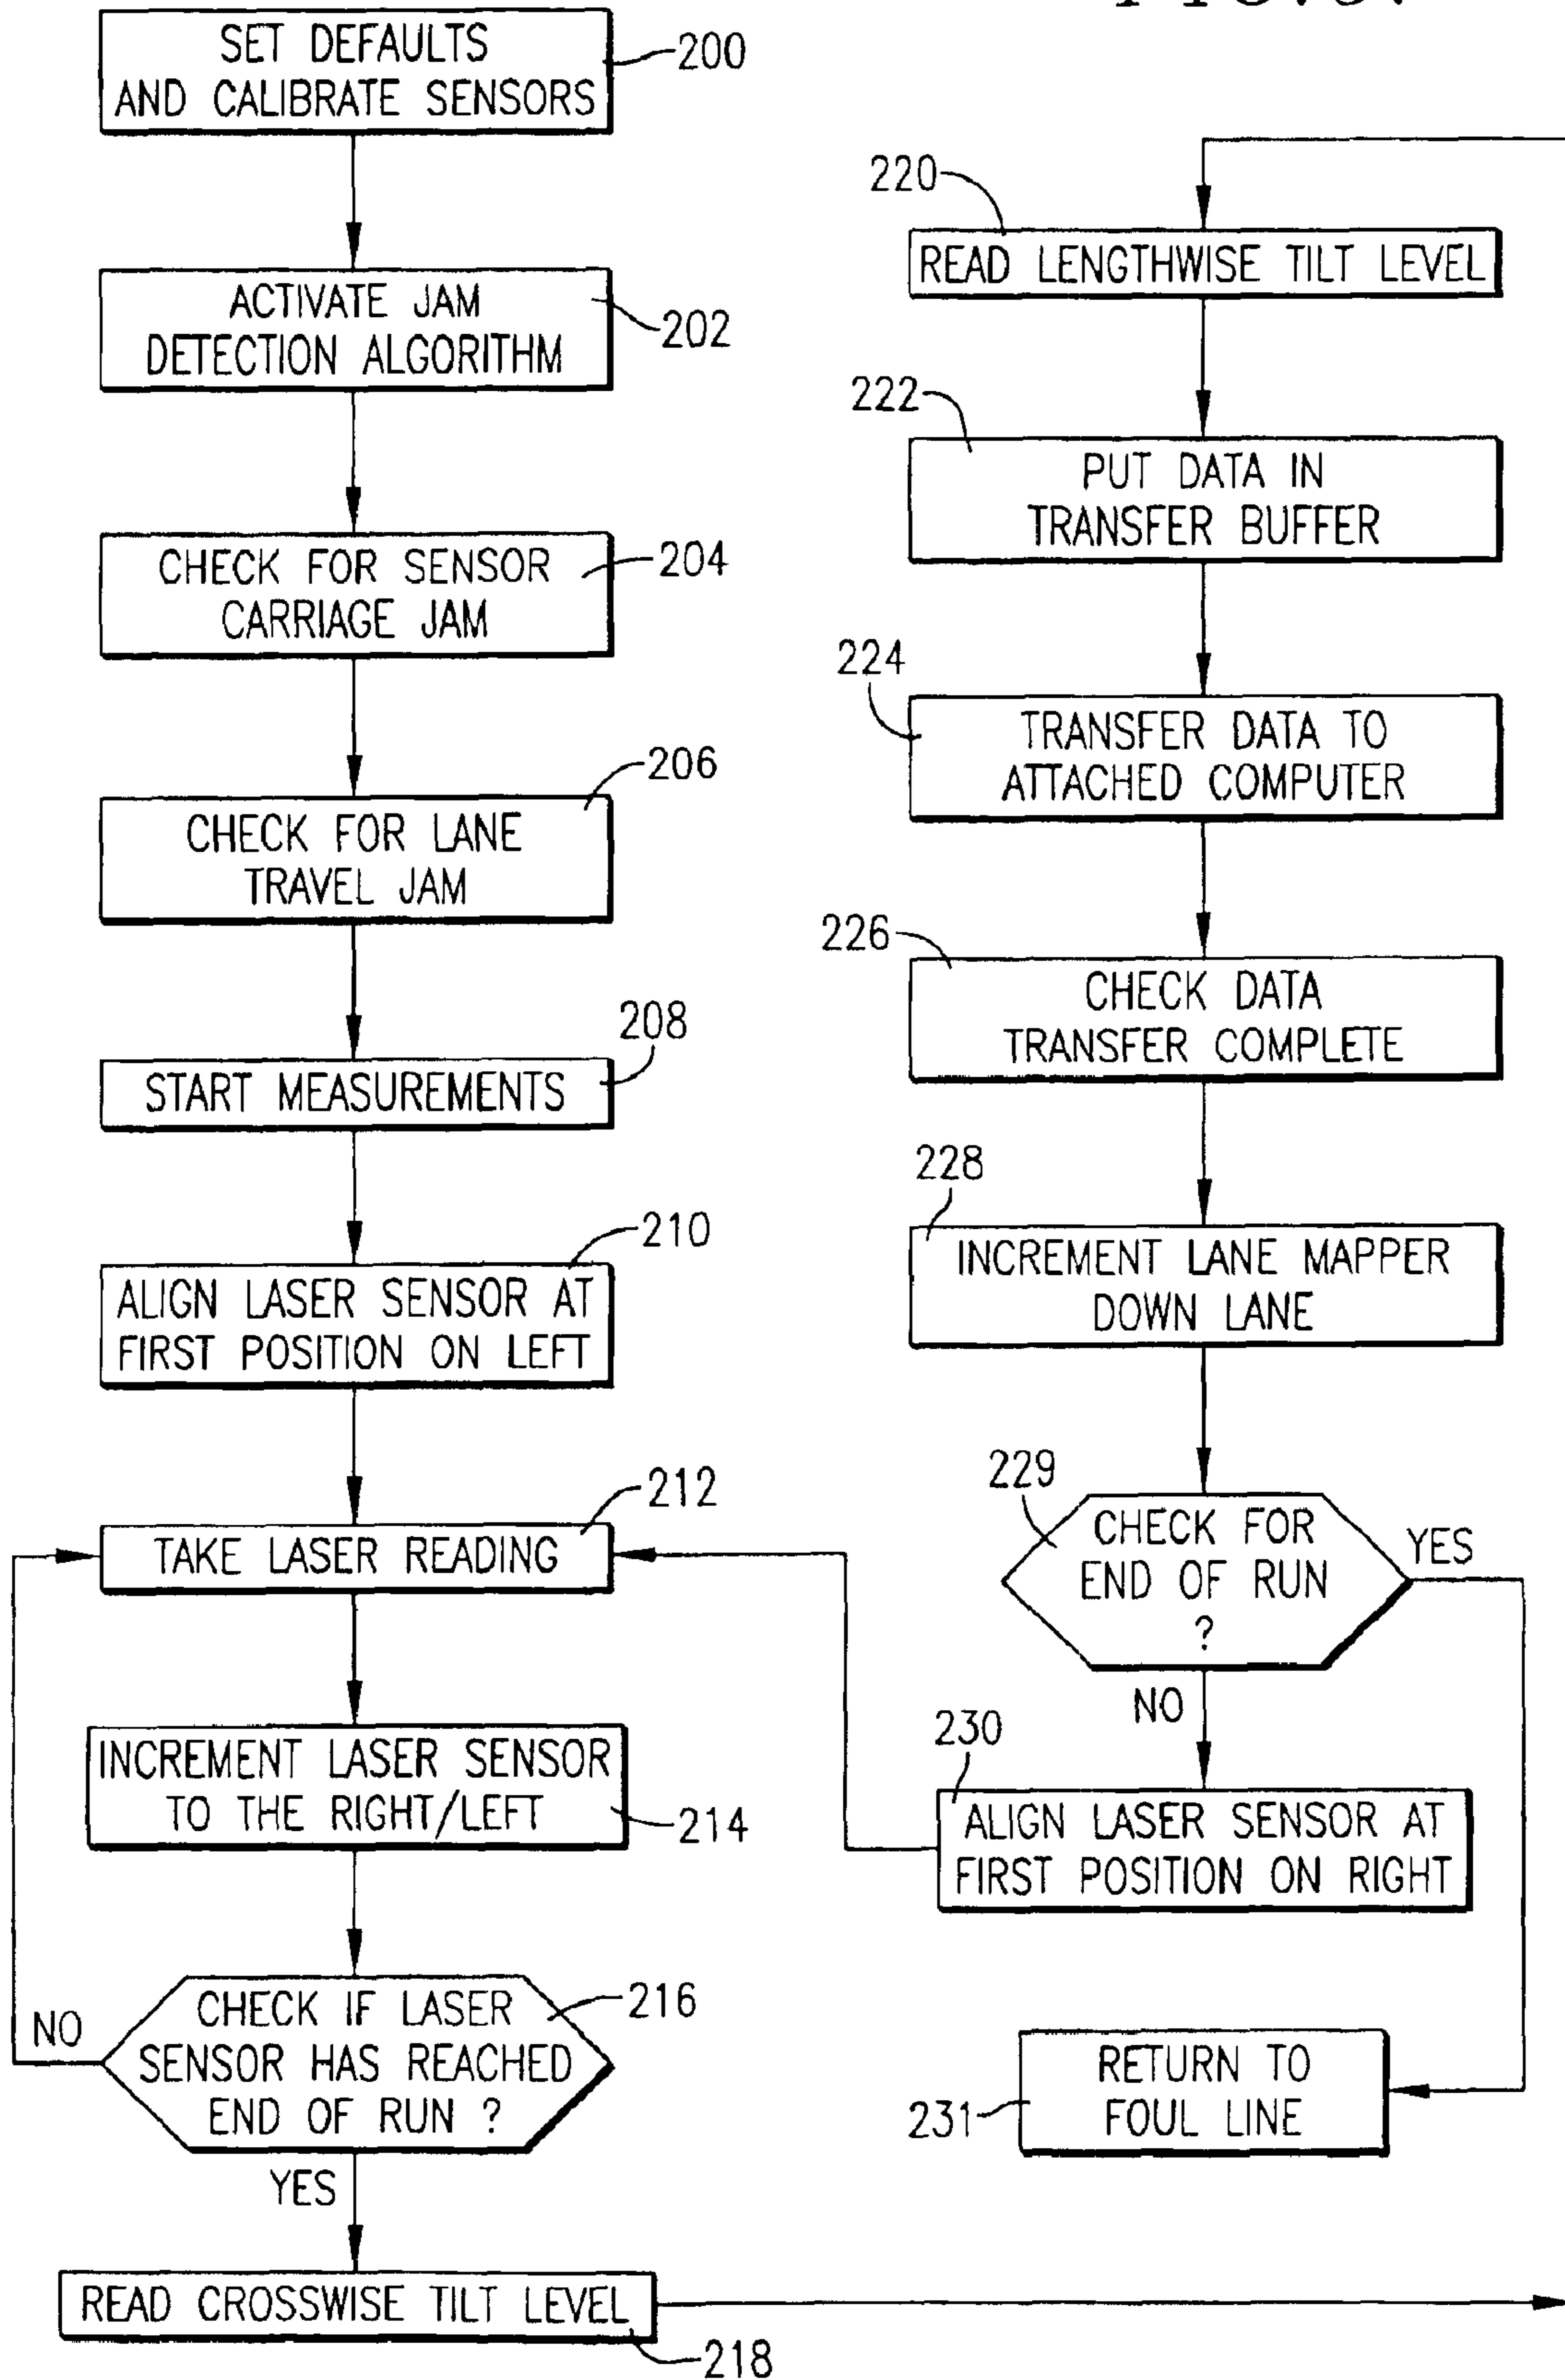 SET DEFAULTS
AND CALIBRATE SENSORS
200
ACTIVATE JAM
DETECTION ALGORITHM
202
CHECK FOR SENSOR
CARRIAGE JAM
204
CHECK FOR LANE
TRAVEL JAM
206
START MEASUREMENTS
208
ALIGN LASER SENSOR AT
FIRST POSITION ON LEFT
210
TAKE LASER READING
212
INCREMENT LASER SENSOR
TO THE RIGHT/LEFT
214
CHECK IF LASER
SENSOR HAS REACHED
END OF RUN ?
216
NO
YES
READ CROSSWISE TILT LEVEL
218
220
READ LENGTHWISE TILT LEVEL
222
PUT DATA IN
TRANSFER BUFFER
224
TRANSFER DATA TO
ATTACHED COMPUTER
226
CHECK DATA
TRANSFER COMPLETE
228
INCREMENT LANE MAPPER
DOWN LANE
229
CHECK FOR
END OF RUN
?
YES
NO
230
ALIGN LASER SENSOR AT
FIRST POSITION ON RIGHT
RETURN TO
FOUL LINE
231